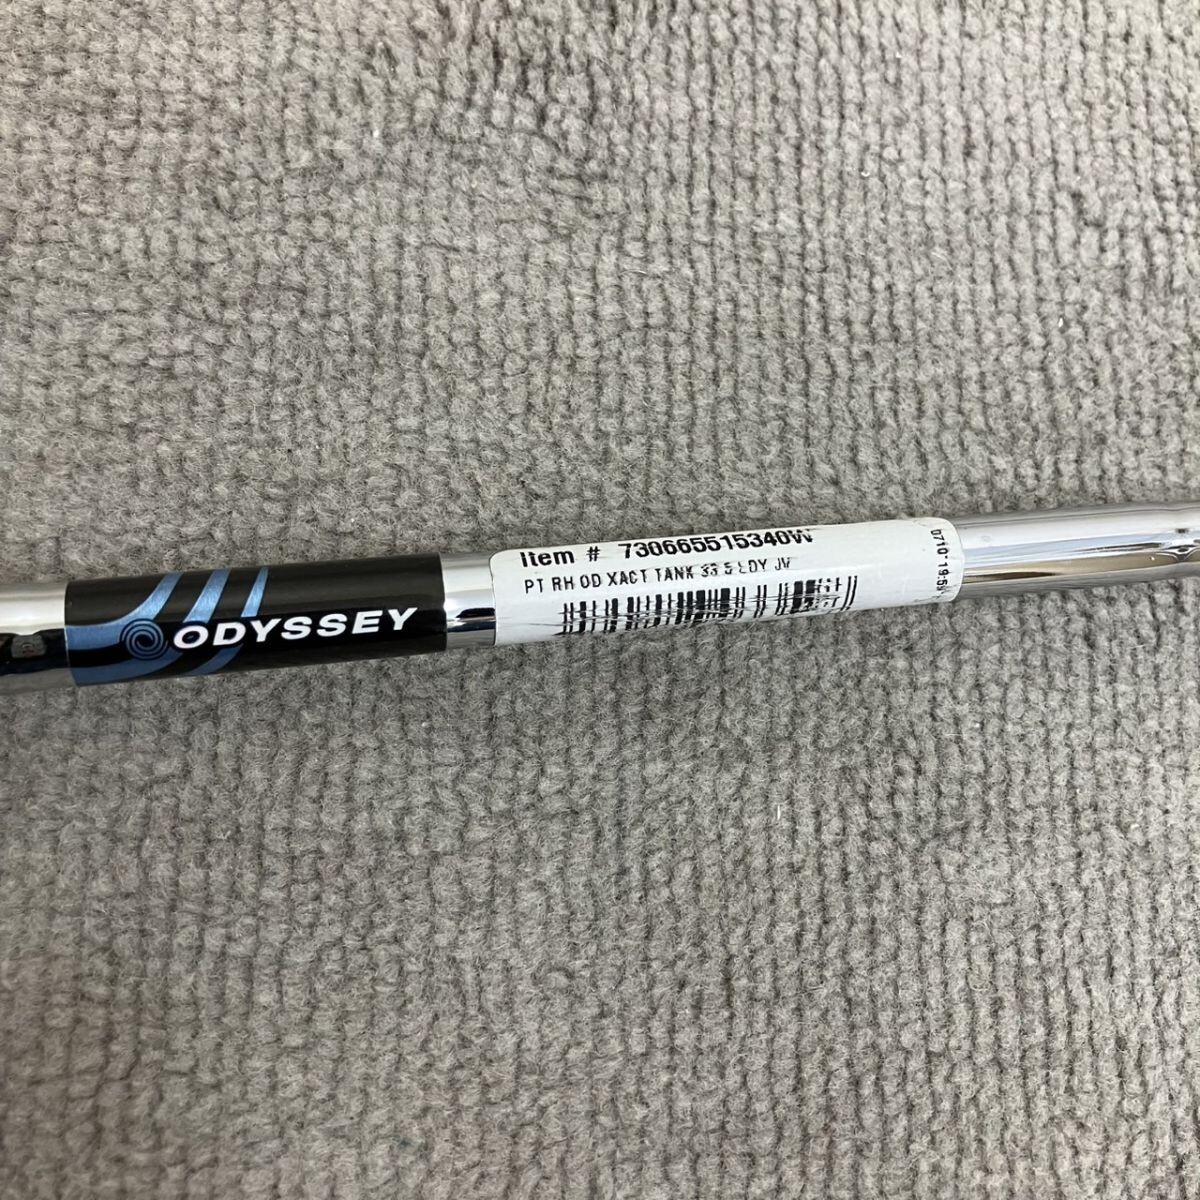 ODYSSEY
Item # 730665515340W
PT RH OD XACT TANK 33 5 LDY JV